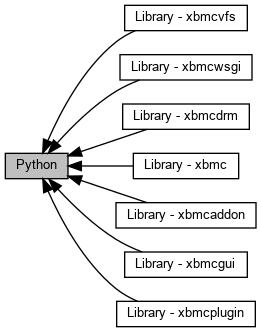 Library - xbmcvfs
Library - xbmcwsgi
Library - xbmcdrm
Python
Library - xbmc
Library - xbmcaddon
Library - xbmcgui
Library - xbmcplugin